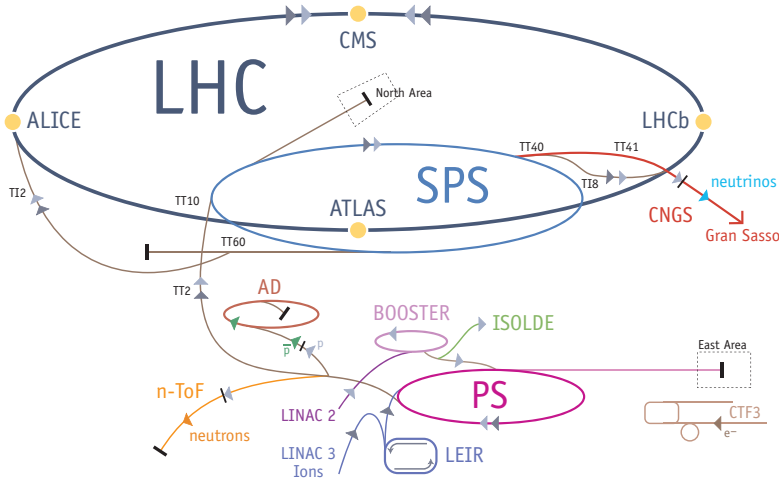 CMS
LHC
North Area
ALICE
LHCb
TT40
TT41
SPS
TI8
neutrinos
TI2
TT10
ATLAS
CNGS
Gran Sasso
TT60
TT2
AD
BOOSTER
ISOLDE
p
p
East Area
n-ToF
PS
LINAC 2
CTF3
neutrons
e−
LINAC 3
Ions
LEIR